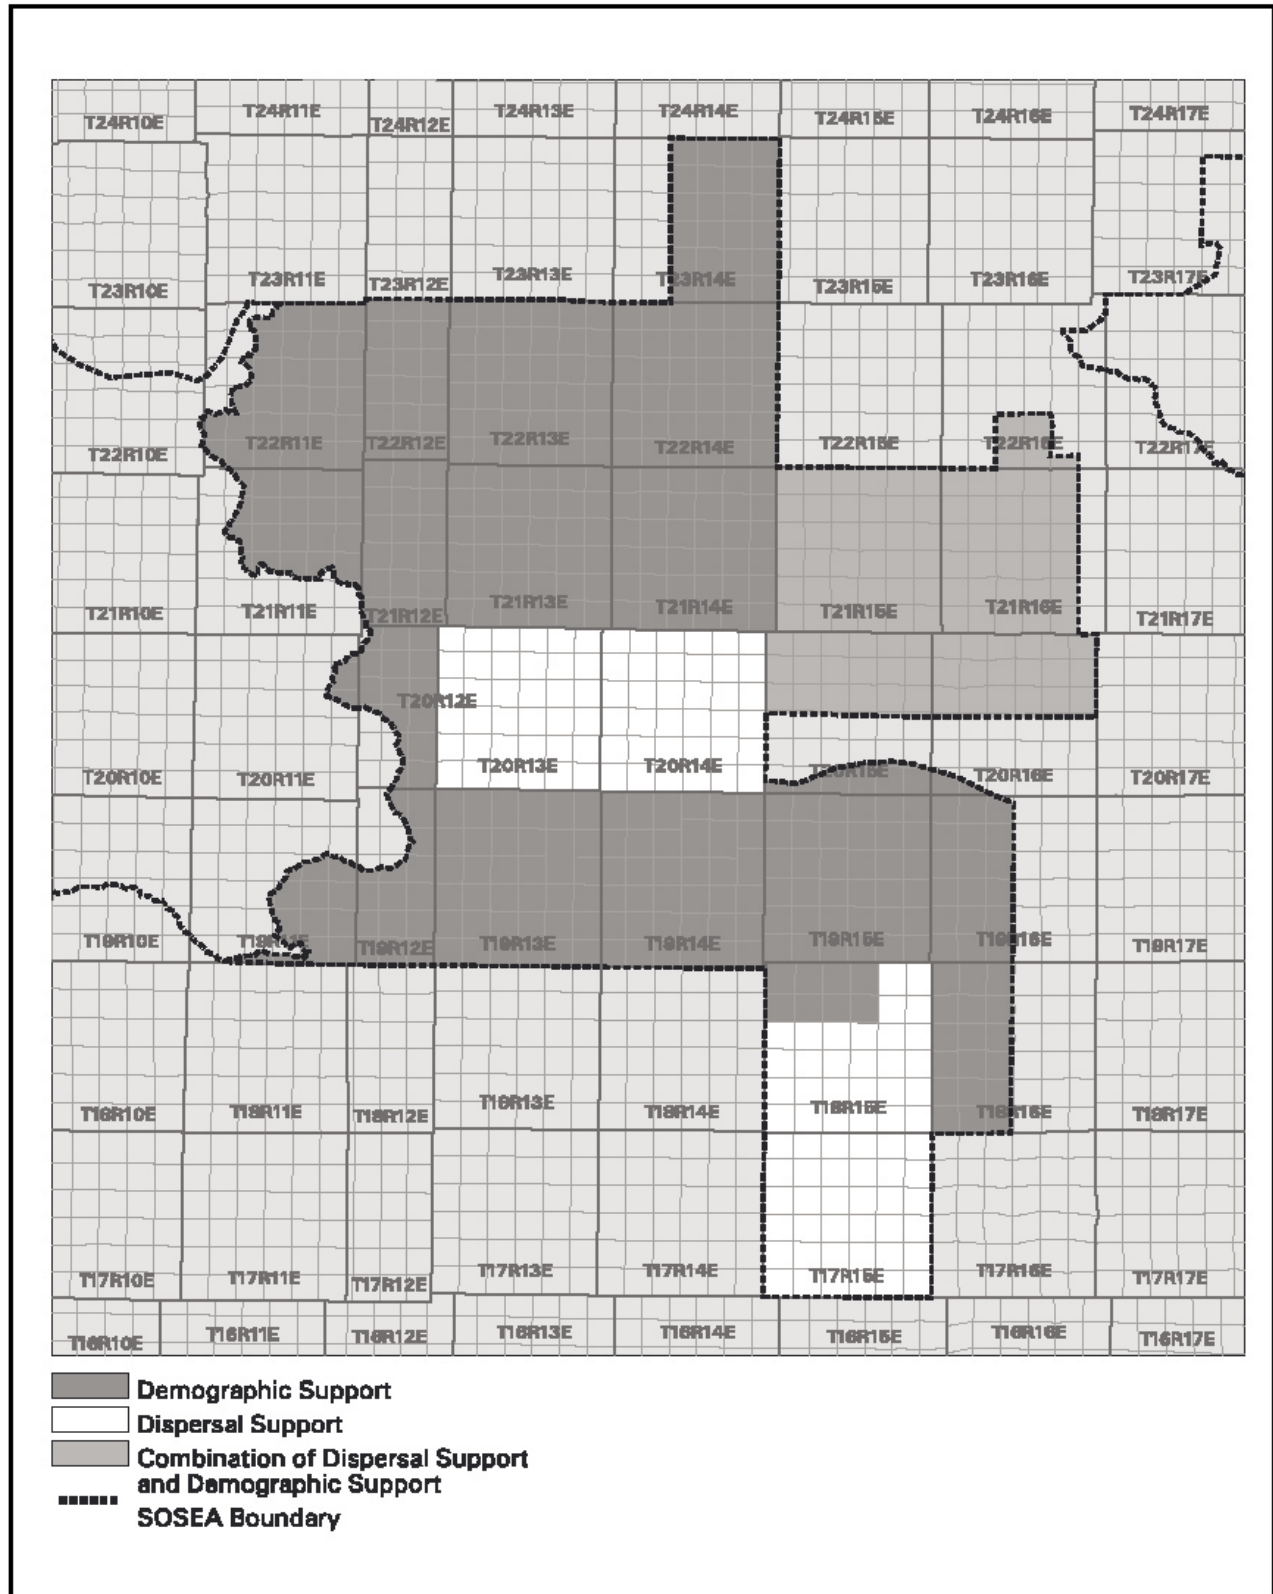 T24R10E
T24R11E
T24R12E
T24R13E
T24R14E
T24R15E
T24R16E
T24R17E
T23R10E
T23R11E
T23R12E
T23R13E
T23R14E
T23R15E
T23R16E
T23R17E
T22R10E
T22R11E
T22R12E
T22R13E
T22R14E
T22R15E
T22R16E
T22R17E
T21R10E
T21R11E
T21R12E
T21R13E
T21R14E
T21R15E
T21R16E
T21R17E
T20R12E
T20R10E
T20R11E
T20R13E
T20R14E
T20R15E
T20R16E
T20R17E
T19R10E
T19R11E
T19R12E
T19R13E
T19R14E
T19R15E
T19R16E
T19R17E
T18R10E
T18R11E
T18R12E
T18R13E
T18R14E
T18R15E
T18R16E
T18R17E
T17R10E
T17R11E
T17R12E
T17R13E
T17R14E
T17R15E
T17R16E
T17R17E
T16R10E
T16R11E
T16R12E
T16R13E
T16R14E
T16R15E
T16R16E
T16R17E
Demographic Support
Dispersal Support
Combination of Dispersal Support
and Demographic Support
SOSEA Boundary